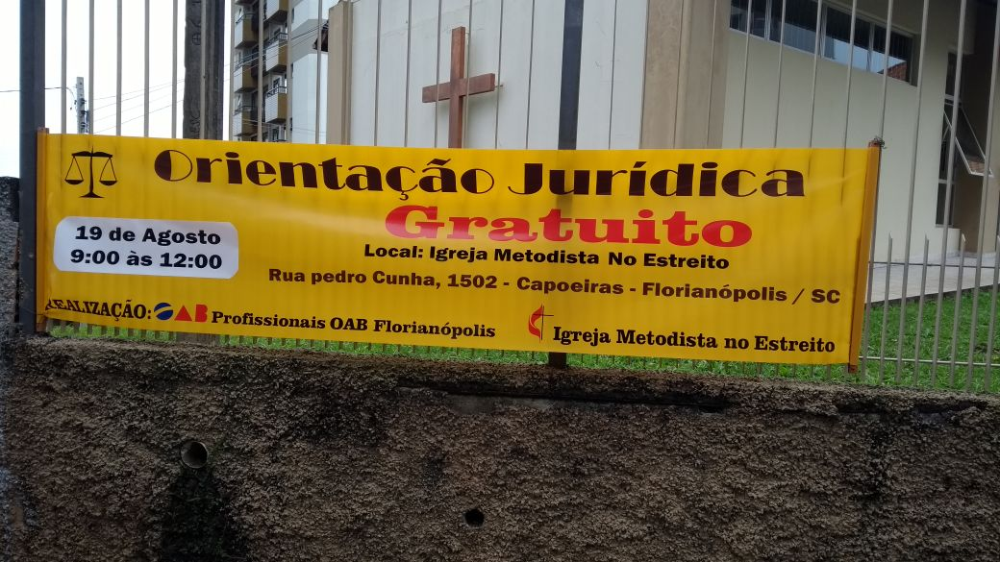 Orientação Jurídica
Gratuito
19 de Agosto
9:00 às 12:00
Local: Igreja Metodista No Estreito
Rua pedro Cunha, 1502 - Capoeiras - Florianópolis / SC
REALIZAÇÃO: OAB Profissionais OAB Florianópolis
Igreja Metodista no Estreito